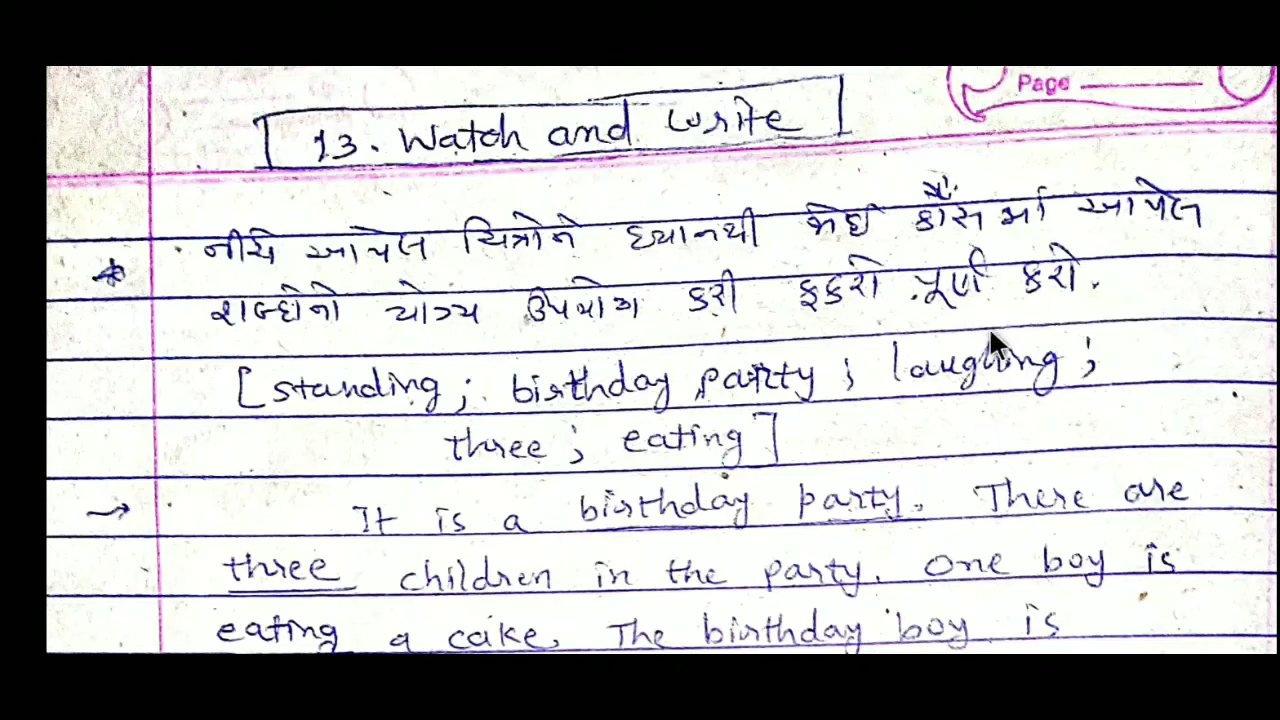 Page
13. Watch and Write
* નીચે આપેલ ચિત્રોને ધ્યાનથી જોઈ કૌંસમાં આપેલ
શબ્દોનો યોગ્ય ઉપયોગ કરી ફકરો પૂર્ણ કરો.
[standing; birthday party; laughing;
three; eating]
→ It is a birthday party. There are
three children in the party. One boy is
eating a cake. The birthday boy is